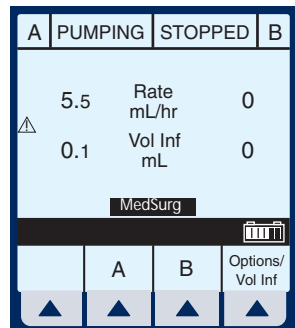 A PUMPING STOPPED B
5.5 Rate mL/hr 0
0.1 Vol Inf mL 0
MedSurg
A B Options/ Vol Inf